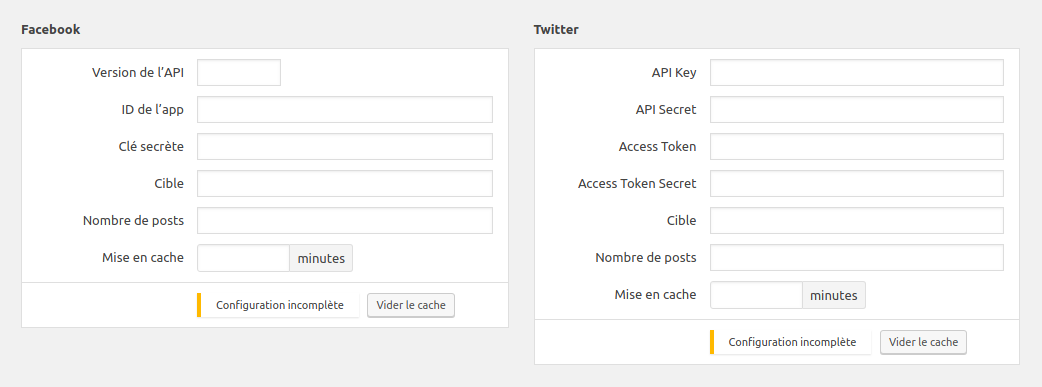 Facebook
Version de l'API
ID de l'app
Clé secrète
Cible
Nombre de posts
Mise en cache
minutes
Configuration incomplète
Vider le cache
Twitter
API Key
API Secret
Access Token
Access Token Secret
Cible
Nombre de posts
Mise en cache
minutes
Configuration incomplète
Vider le cache